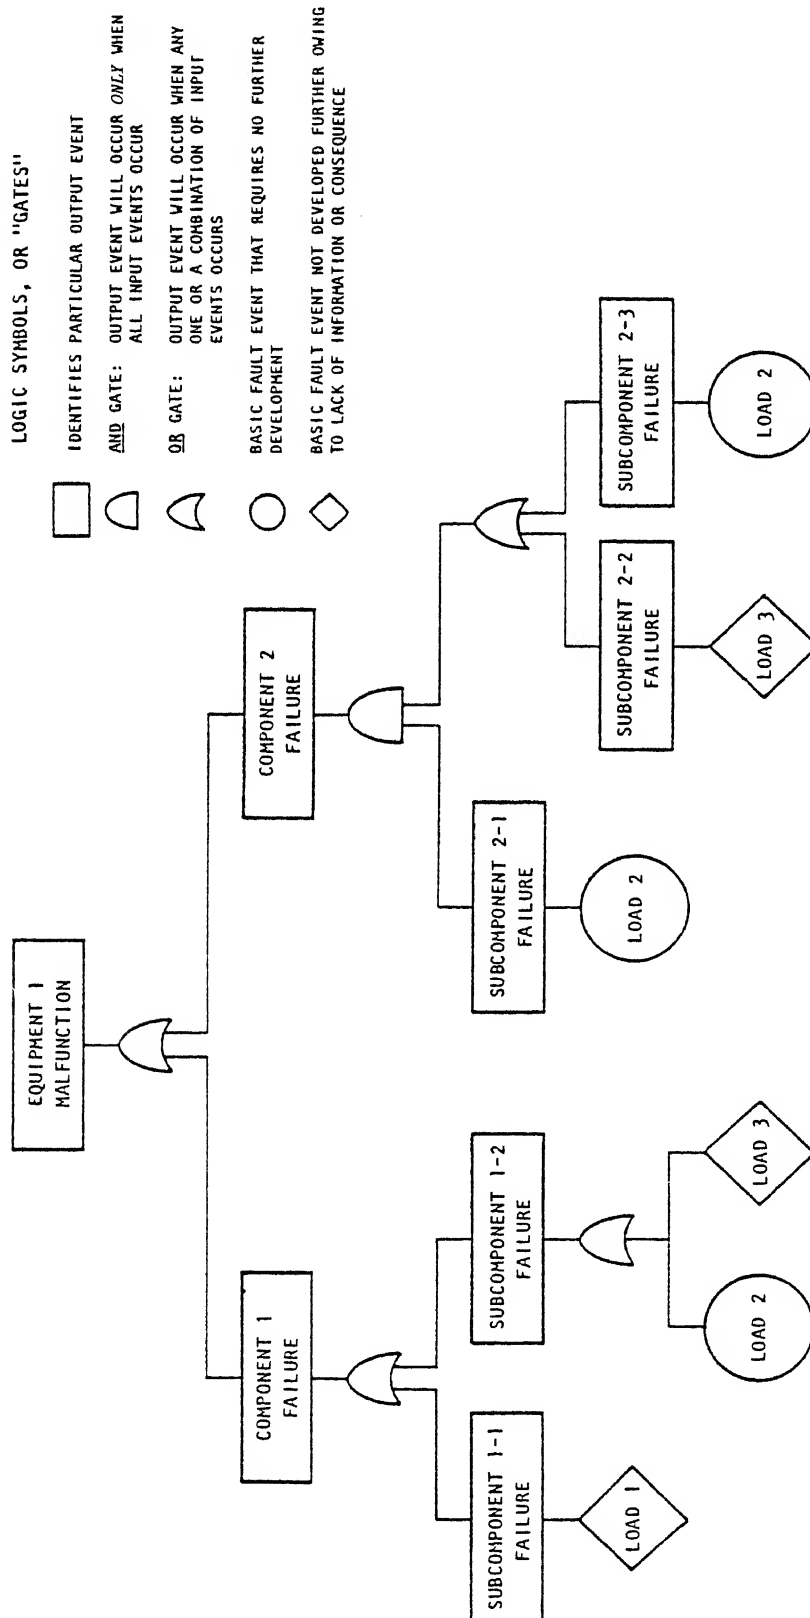 LOGIC SYMBOLS, OR "GATES"
IDENTIFIES PARTICULAR OUTPUT EVENT
AND GATE: OUTPUT EVENT WILL OCCUR ONLY WHEN
ALL INPUT EVENTS OCCUR
OR GATE: OUTPUT EVENT WILL OCCUR WHEN ANY
ONE OR A COMBINATION OF INPUT
EVENTS OCCURS
BASIC FAULT EVENT THAT REQUIRES NO FURTHER
DEVELOPMENT
BASIC FAULT EVENT NOT DEVELOPED FURTHER OWING
TO LACK OF INFORMATION OR CONSEQUENCE
EQUIPMENT 1
MALFUNCTION
COMPONENT 1
FAILURE
COMPONENT 2
FAILURE
SUBCOMPONENT 1-1
FAILURE
SUBCOMPONENT 1-2
FAILURE
SUBCOMPONENT 2-1
FAILURE
LOAD 1
LOAD 2
SUBCOMPONENT 2-2
FAILURE
SUBCOMPONENT 2-3
FAILURE
LOAD 2
LOAD 3
LOAD 3
LOAD 2